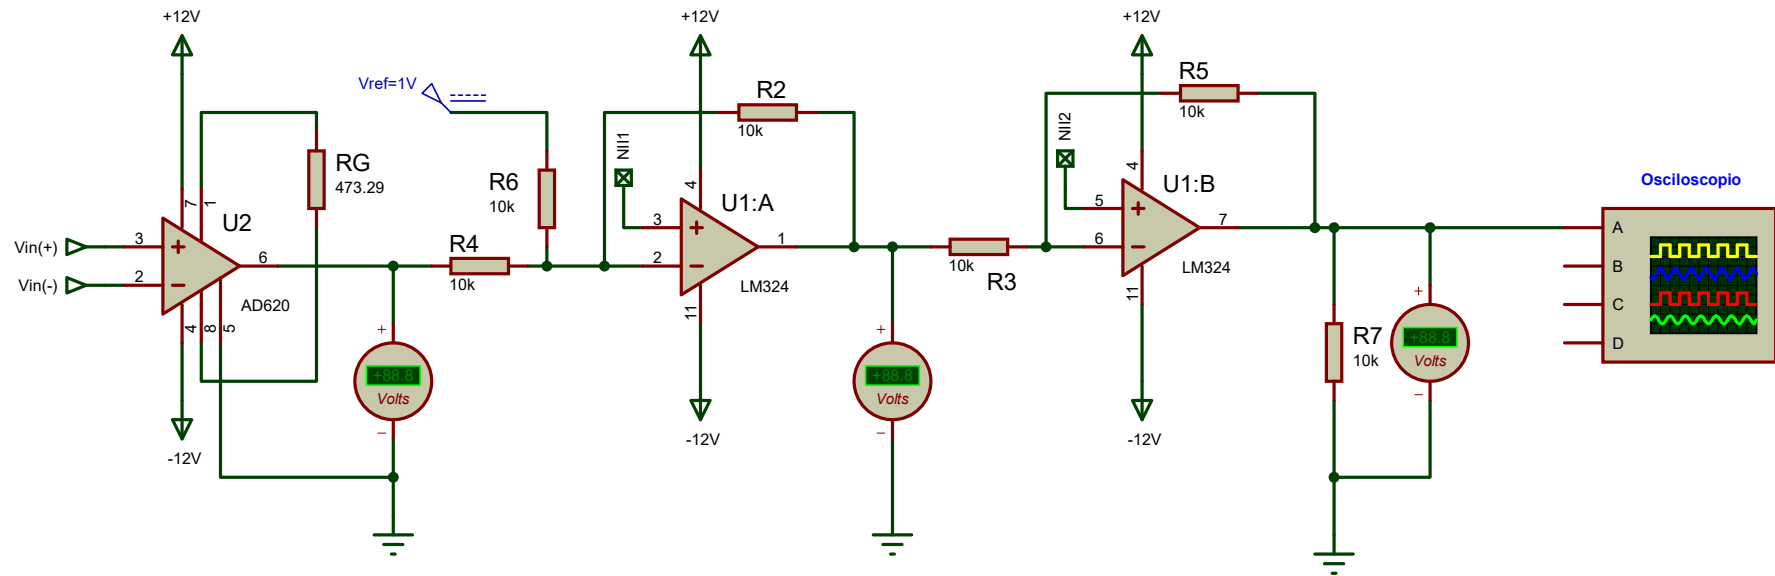 +12V
+12V
+12V
Vref=1V
R2
10k
R5
10k
NII1
NII2
RG
473.29
R6
10k
4
4
7
1
U2
U1:A
U1:B
Osciloscopio
Vin(+)
3
Vin(-)
2
6
AD620
4
8
5
R4
10k
3
2
1
LM324
11
R3
10k
5
6
7
LM324
11
A
B
C
D
+
+88.8
Volts
−
+
+88.8
Volts
−
R7
10k
+
+88.8
Volts
−
-12V
-12V
-12V